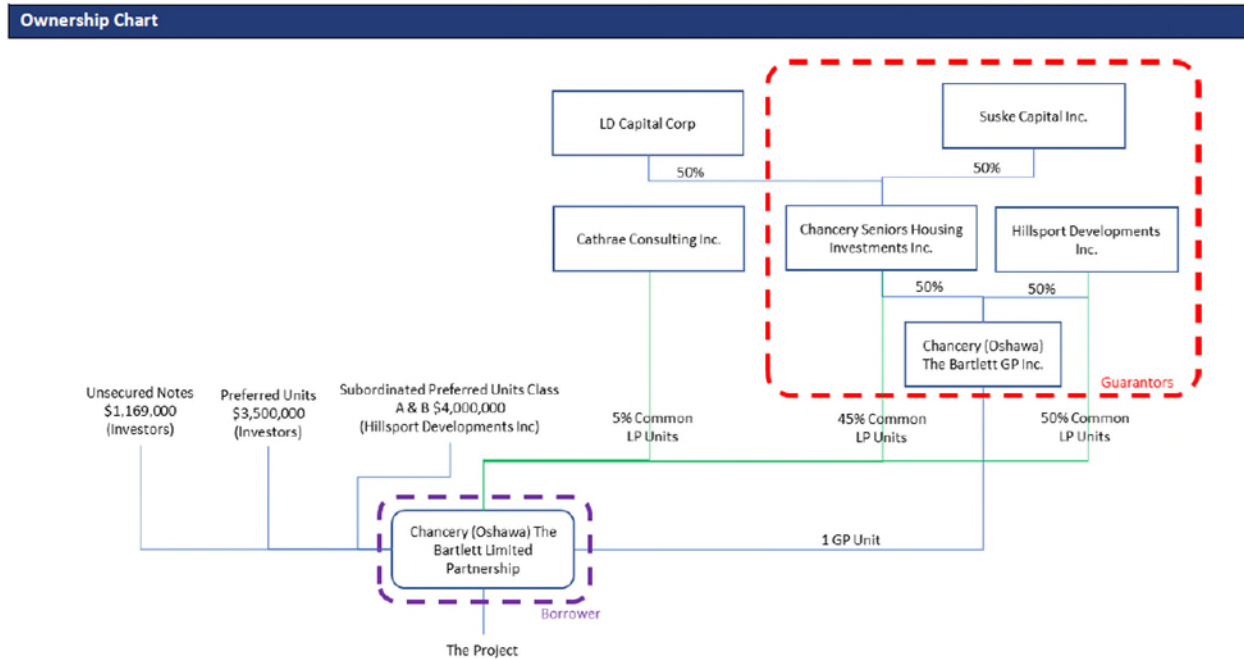 Ownership Chart
LD Capital Corp
Suske Capital Inc.
50%
50%
Cathrae Consulting Inc.
Chancery Seniors Housing
Investments Inc.
Hillsport Developments
Inc.
50%
50%
Chancery (Oshawa)
The Bartlett GP Inc.
Guarantors
Unsecured Notes
$1,169,000
(Investors)
Preferred Units
$3,500,000
(Investors)
Subordinated Preferred Units Class
A & B $4,000,000
(Hillsport Developments Inc)
5% Common
LP Units
45% Common
LP Units
50% Common
LP Units
Chancery (Oshawa) The
Bartlett Limited
Partnership
1 GP Unit
Borrower
The Project